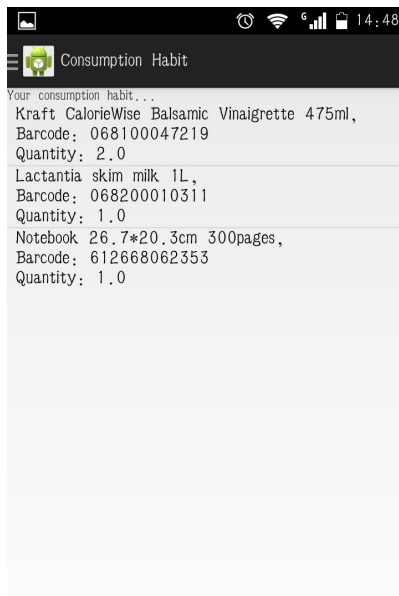 G 14:48
Consumption Habit
Your consumption habit...
Kraft CalorieWise Balsamic Vinaigrette 475ml,
Barcode: 068100047219
Quantity: 2.0
Lactantia skim milk 1L,
Barcode: 068200010311
Quantity: 1.0
Notebook 26.7*20.3cm 300pages,
Barcode: 612668062353
Quantity: 1.0